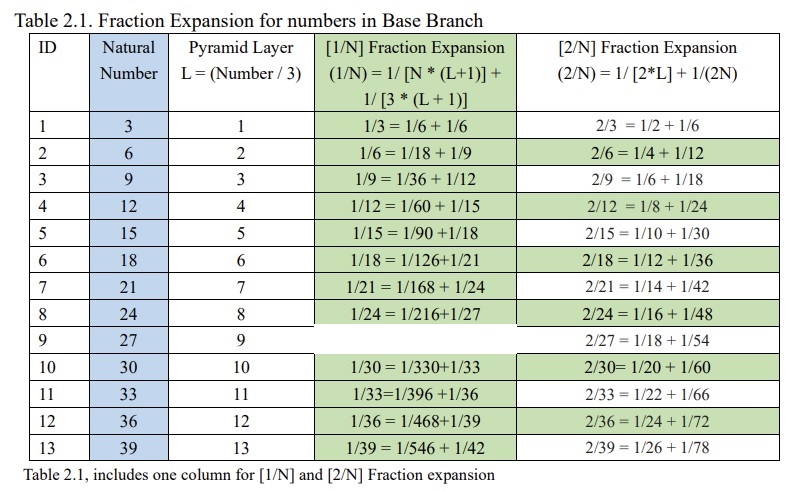 Table 2.1. Fraction Expansion for numbers in Base Branch
ID Natural Number Pyramid Layer L = (Number / 3) [1/N] Fraction Expansion (1/N) = 1/ [N * (L+1)] + 1/ [3 * (L + 1)] [2/N] Fraction Expansion (2/N) = 1/ [2*L] + 1/(2N)
1 3 1 1/3 = 1/6 + 1/6 2/3 = 1/2 + 1/6
2 6 2 1/6 = 1/18 + 1/9 2/6 = 1/4 + 1/12
3 9 3 1/9 = 1/36 + 1/12 2/9 = 1/6 + 1/18
4 12 4 1/12 = 1/60 + 1/15 2/12 = 1/8 + 1/24
5 15 5 1/15 = 1/90 +1/18 2/15 = 1/10 + 1/30
6 18 6 1/18 = 1/126+1/21 2/18 = 1/12 + 1/36
7 21 7 1/21 = 1/168 + 1/24 2/21 = 1/14 + 1/42
8 24 8 1/24 = 1/216+1/27 2/24 = 1/16 + 1/48
9 27 9 2/27 = 1/18 + 1/54
10 30 10 1/30 = 1/330+1/33 2/30= 1/20 + 1/60
11 33 11 1/33=1/396 +1/36 2/33 = 1/22 + 1/66
12 36 12 1/36 = 1/468+1/39 2/36 = 1/24 + 1/72
13 39 13 1/39 = 1/546 + 1/42 2/39 = 1/26 + 1/78
Table 2.1, includes one column for [1/N] and [2/N] Fraction expansion